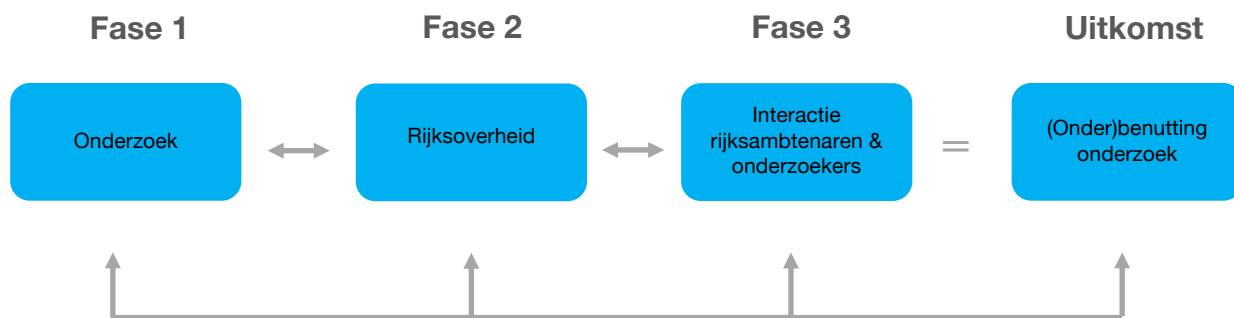 Fase 1
Fase 2
Fase 3
Uitkomst
Onderzoek
Rijksoverheid
Interactie
rijksambtenaren &
onderzoekers
=
(Onder)benutting
onderzoek